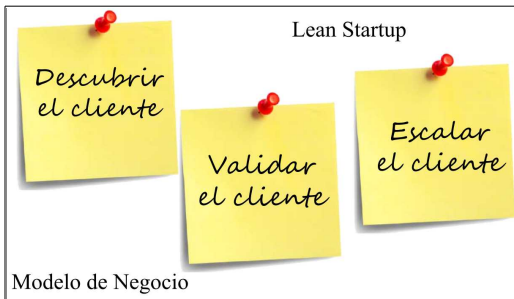 Lean Startup
Descubrir
el cliente
Validar
el cliente
Escalar
el cliente
Modelo de Negocio